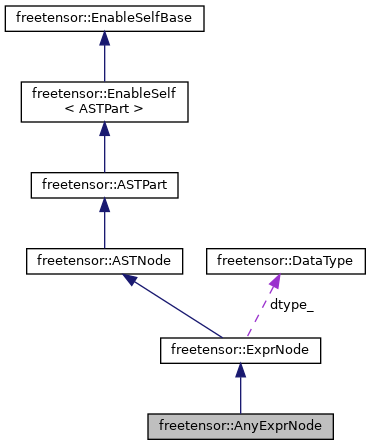 freetensor::EnableSelfBase
freetensor::EnableSelf
< ASTPart >
freetensor::ASTPart
freetensor::ASTNode
freetensor::DataType
dtype_
freetensor::ExprNode
freetensor::AnyExprNode